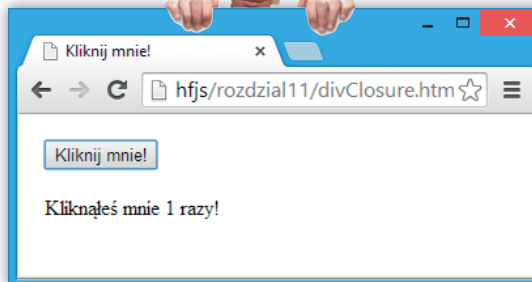 Kliknij mnie!
hfjs/rozdzial11/divClosure.htm
Kliknij mnie!
Kliknąłeś mnie 1 razy!